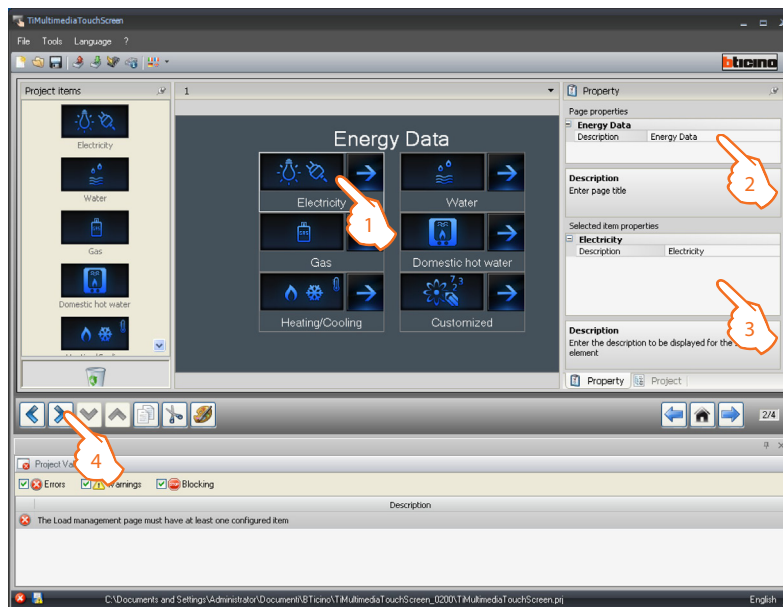 TiMultimediaTouchScreen
File Tools Language ?
bticino
Project items
Electricity
Water
Gas
Domestic hot water
1
Energy Data
Electricity
Water
Gas
Domestic hot water
Heating/Cooling
Customized
1
Property
Page properties
Energy Data
Description Energy Data
Description
Enter page title
2
Selected item properties
Electricity
Description Electricity
3
Description
Enter the description to be displayed for the
element
Property Project
2/4
4
Project
Errors Warnings Blocking
Description
The Load management page must have at least one configured item
C:\Documents and Settings\Administrator\Documenti\BTicino\TiMultimediaTouchScreen_0200\TiMultimediaTouchScreen.prj English